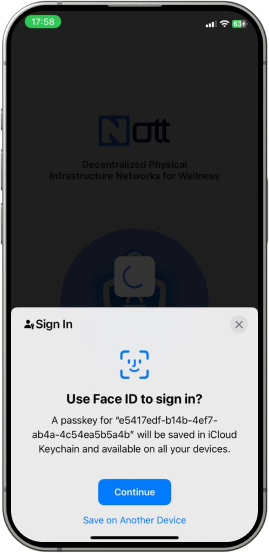 17:58
63
Nott
Decentralized Physical
Infrastructure Networks for Wellness
Sign In
Use Face ID to sign in?
A passkey for “e5417edf-b14b-4ef7-
ab4a-4c54ea5b5a4b” will be saved in iCloud
Keychain and available on all your devices.
Continue
Save on Another Device